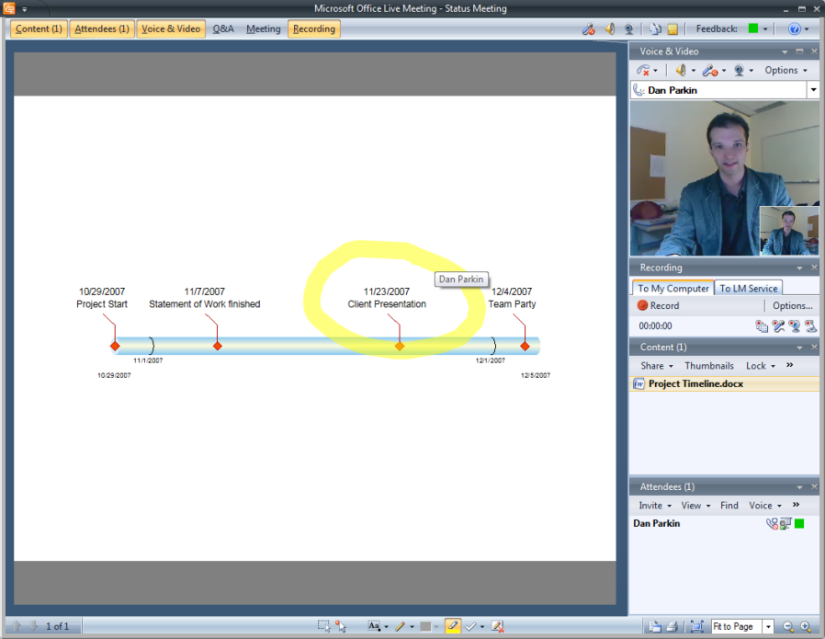 Microsoft Office Live Meeting - Status Meeting
Content (1) Attendees (1) Voice & Video Q&A Meeting Recording Feedback:
Voice & Video
Options
Dan Parkin
Recording
To My Computer To LM Service
Record Options...
00:00:00
Content (1)
Share Thumbnails Lock »
Project Timeline.docx
Attendees (1)
Invite View Find Voice »
Dan Parkin
Dan Parkin
10/29/2007 11/7/2007 11/23/2007 12/4/2007
Project Start Statement of Work finished Client Presentation Team Party
11/1/2007 12/1/2007
10/29/2007 12/5/2007
1 of 1 Aa Fit to Page